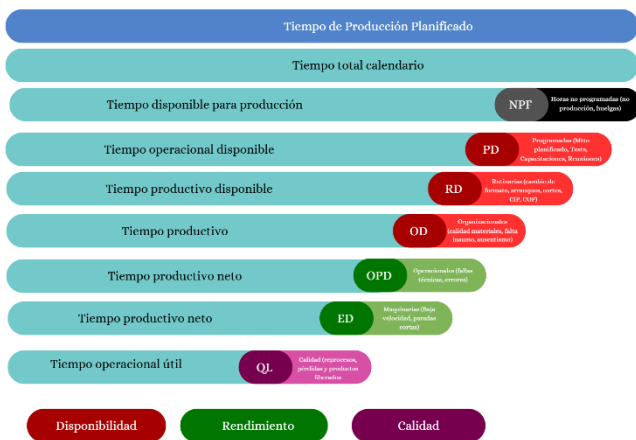 Tiempo de Producción Planificado
Tiempo total calendario
Tiempo disponible para producción
NPF
Horas no programadas (no
producción, huelgas)
Tiempo operacional disponible
PD
Programadas (Mtto
planificado, Tests,
Capacitaciones, Reuniones)
Tiempo productivo disponible
RD
Rutinarias (cambio de
formato, arranques, cortes,
CIP, COP)
Tiempo productivo
OD
Organizacionales
(calidad materiales, falta
insumo, ausentismo)
Tiempo productivo neto
OPD
Operacionales (fallas
técnicas, errores)
Tiempo productivo neto
ED
Maquinarias (Baja
velocidad, paradas
cortas)
Tiempo operacional útil
QL
Calidad (reprocesos,
pérdidas y productos
liberados
Disponibilidad
Rendimiento
Calidad